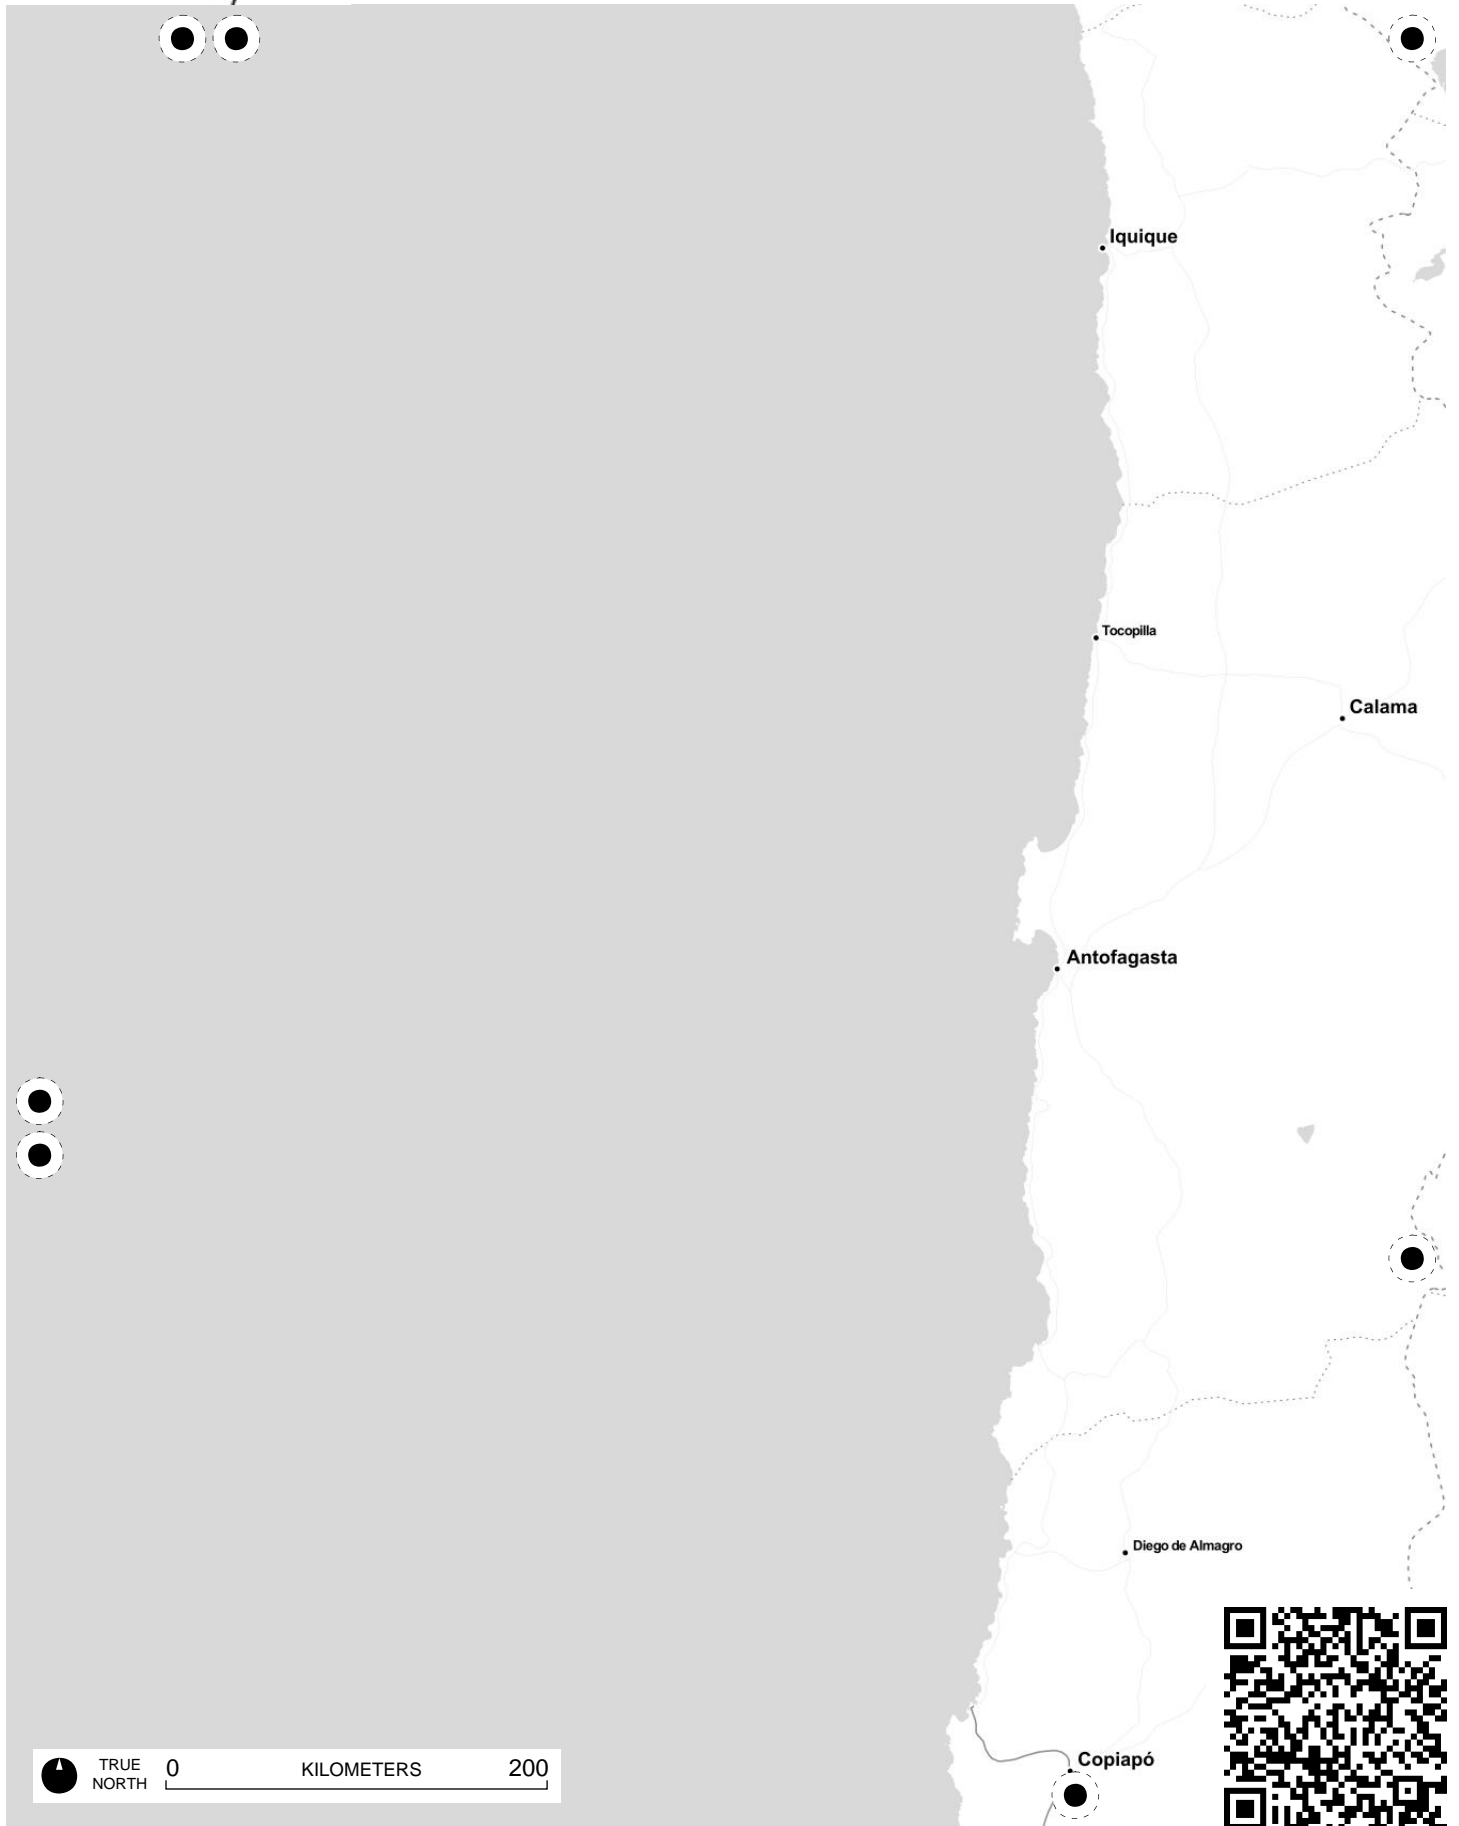 Iquique
Tocopilla
Calama
Antofagasta
Diego de Almagro
Copiapó
TRUE
NORTH
0 KILOMETERS 200